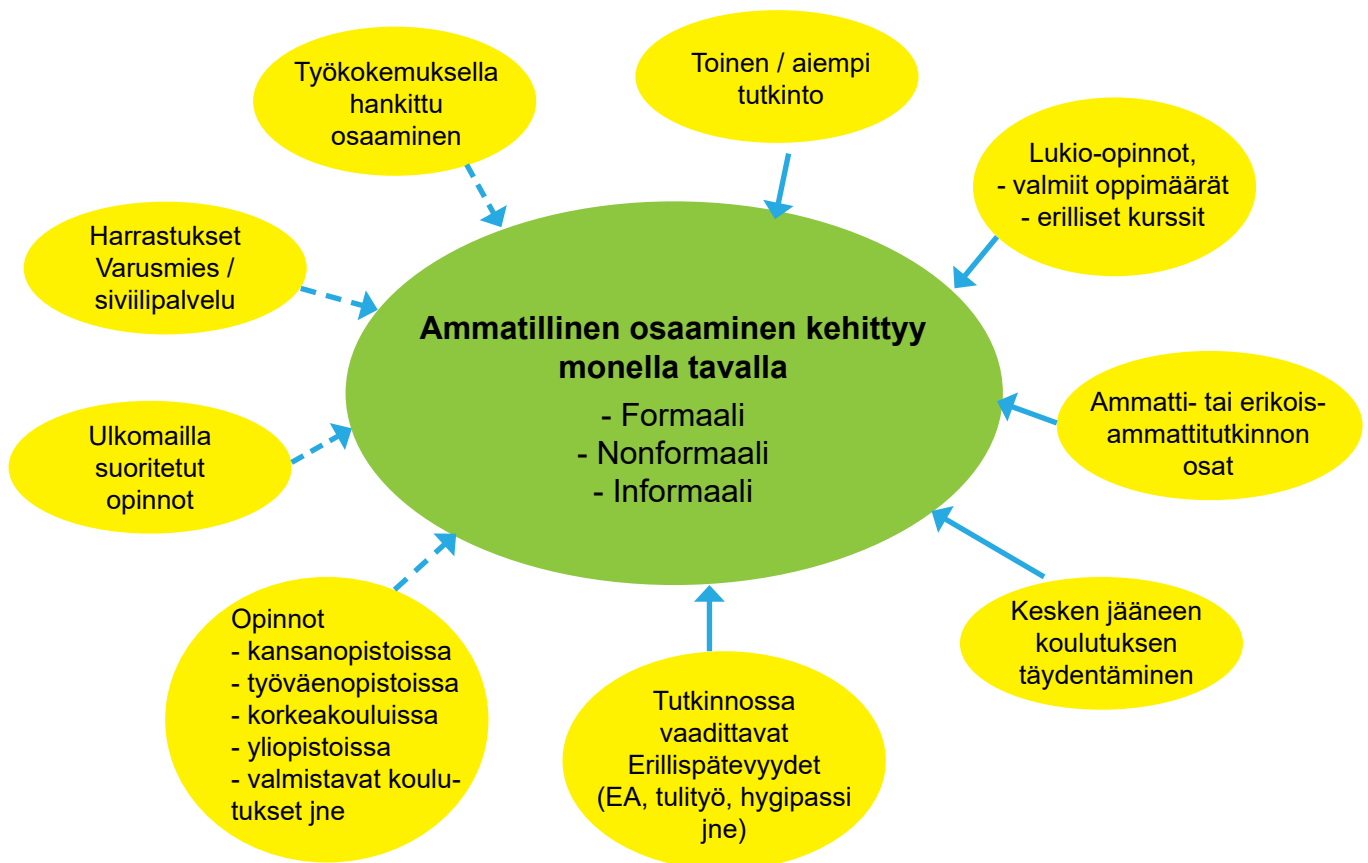 Työkokemuksella
hankittu
osaaminen
Toinen / aiempi
tutkinto
Lukio-opinnot,
- valmiit oppimäärät
- erilliset kurssit
Harrastukset
Varusmies /
siviilipalvelu
Ammatillinen osaaminen kehittyy
monella tavalla
- Formaali
- Nonformaali
- Informaali
Ammatti- tai erikois-
ammattitutkinnon
osat
Ulkomailla
suoritetut
opinnot
Opinnot
- kansanopistoissa
- työväenopistoissa
- korkeakouluissa
- yliopistoissa
- valmistavat koulu-
tukset jne
Tutkinnossa
vaadittavat
Erillispätevyydet
(EA, tulityö, hygipassi
jne)
Kesken jääneen
koulutuksen
täydentäminen